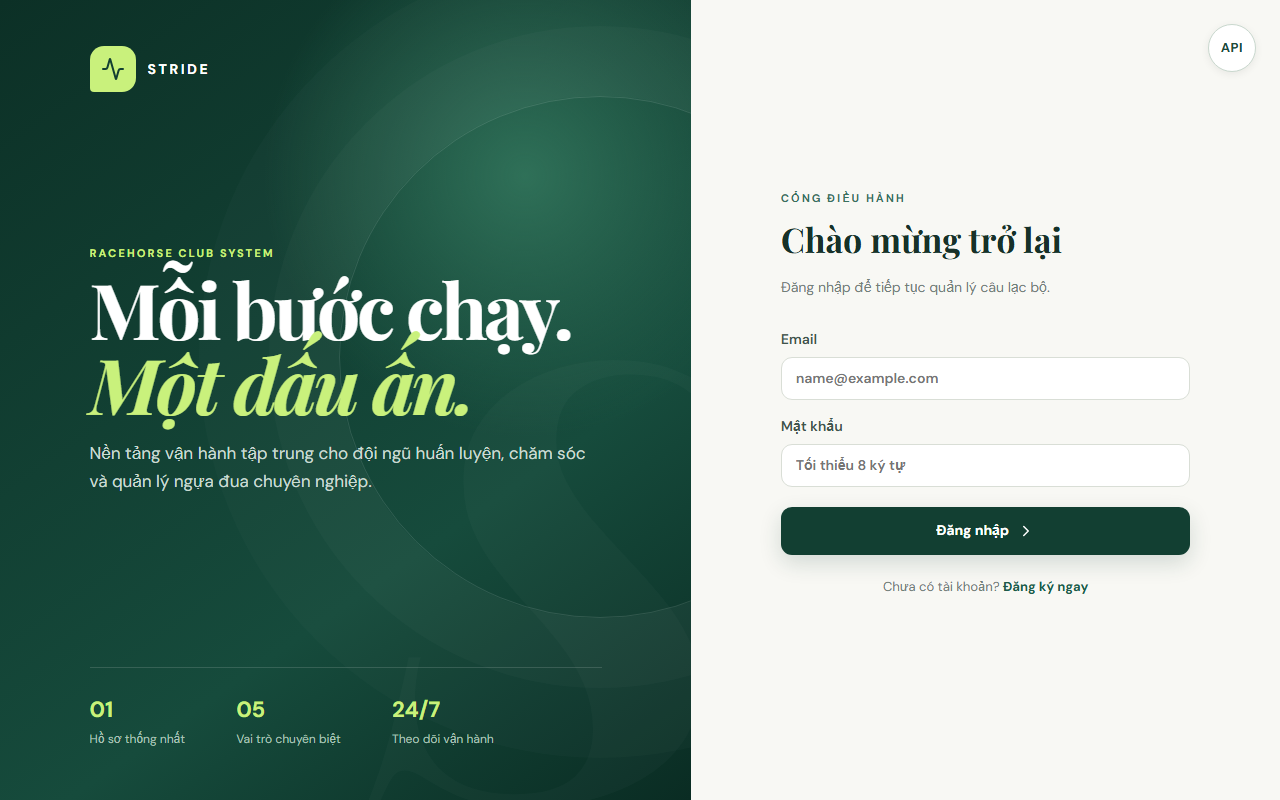 STRIDE
RACEHORSE CLUB SYSTEM
Mỗi bước chạy.
Một dấu ấn.
Nền tảng vận hành tập trung cho đội ngũ huấn luyện, chăm sóc
và quản lý ngựa đua chuyên nghiệp.
01
Hồ sơ thống nhất
05
Vai trò chuyên biệt
24/7
Theo dõi vận hành
API
CỔNG ĐIỀU HÀNH
Chào mừng trở lại
Đăng nhập để tiếp tục quản lý câu lạc bộ.
Email
name@example.com
Mật khẩu
Tối thiểu 8 ký tự
Đăng nhập
Chưa có tài khoản? Đăng ký ngay